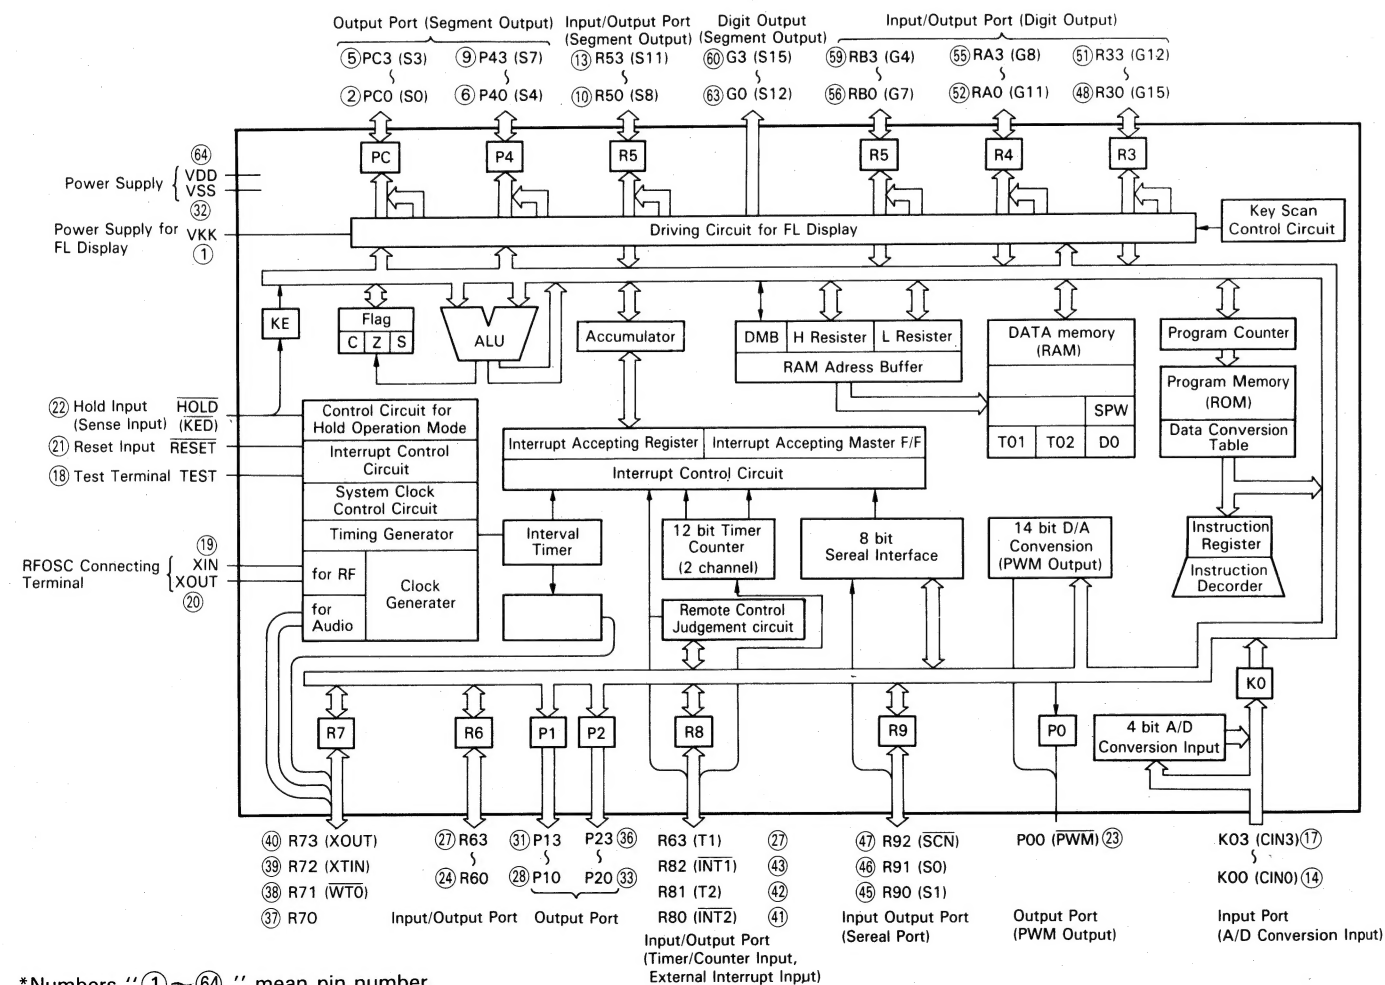 Output Port (Segment Output)
Input/Output Port
(Segment Output)
Digit Output
(Segment Output)
Input/Output Port (Digit Output)
⑤ PC3 (S3)
② PC0 (S0)
⑨ P43 (S7)
⑥ P40 (S4)
⑬ R53 (S11)
⑩ R50 (S8)
60 G3 (S15)
63 G0 (S12)
59 RB3 (G4)
56 RB0 (G7)
55 RA3 (G8)
52 RA0 (G11)
51 R33 (G12)
㊽ R30 (G15)
PC
P4
R5
R5
R4
R3
64
Power Supply { VDD
VSS
㉜
Power Supply for
FL Display
VKK
①
Driving Circuit for FL Display
Key Scan
Control Circuit
KE
Flag
C Z S
ALU
Accumulator
DMB H Register L Register
RAM Adress Buffer
DATA memory
(RAM)
SPW
T01 T02 D0
Program Counter
Program Memory
(ROM)
Data Conversion
Table
Instruction
Register
Instruction
Decorder
㉒ Hold Input HOLD
(Sense Input) (KED)
㉑ Reset Input RESET
⑱ Test Terminal TEST
⑲
RFOSC Connecting
Terminal
{ XIN
XOUT
⑳
Control Circuit for
Hold Operation Mode
Interrupt Control
Circuit
System Clock
Control Circuit
Timing Generator
for RF
for
Audio
Clock
Generater
Interrupt Accepting Register Interrupt Accepting Master F/F
Interrupt Control Circuit
Interval
Timer
12 bit Timer
Counter
(2 channel)
Remote Control
Judgement circuit
8 bit
Sereal Interface
14 bit D/A
Convension
(PWM Output)
R7
R6
P1
P2
R8
R9
P0
K0
4 bit A/D
Conversion Input
㊵ R73 (XOUT)
㊴ R72 (XTIN)
㊳ R71 (WTO)
㊲ R70
㉗ R63
㉔ R60
Input/Output Port
㉛ P13
㉘ P10
P23 ㊱
P20 ㉝
Output Port
R63 (T1) ㉗
R82 (INT1) ㊸
R81 (T2) ㊷
R80 (INT2) ㊶
Input/Output Port
(Timer/Counter Input,
External Interrupt Input)
㊼ R92 (SCN)
㊻ R91 (S0)
㊺ R90 (S1)
Input Output Port
(Sereal Port)
P00 (PWM) ㉓
Output Port
(PWM Output)
K03 (CIN3) ⑰
K00 (CIN0) ⑭
Input Port
(A/D Conversion Input)
*Numbers "① ~ 64" mean pin number